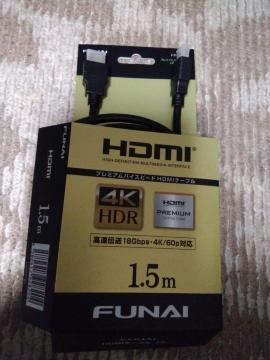 FUNAI
HDMI
HIGH-DEFINITION MULTIMEDIA INTERFACE
プレミアムハイスピード HDMIケーブル
4K
HDR
HDMI
PREMIUM
高速伝送18Gbps・4K/60p対応
1.5m
FUNAI
FUNAI
HDMI
1.5m